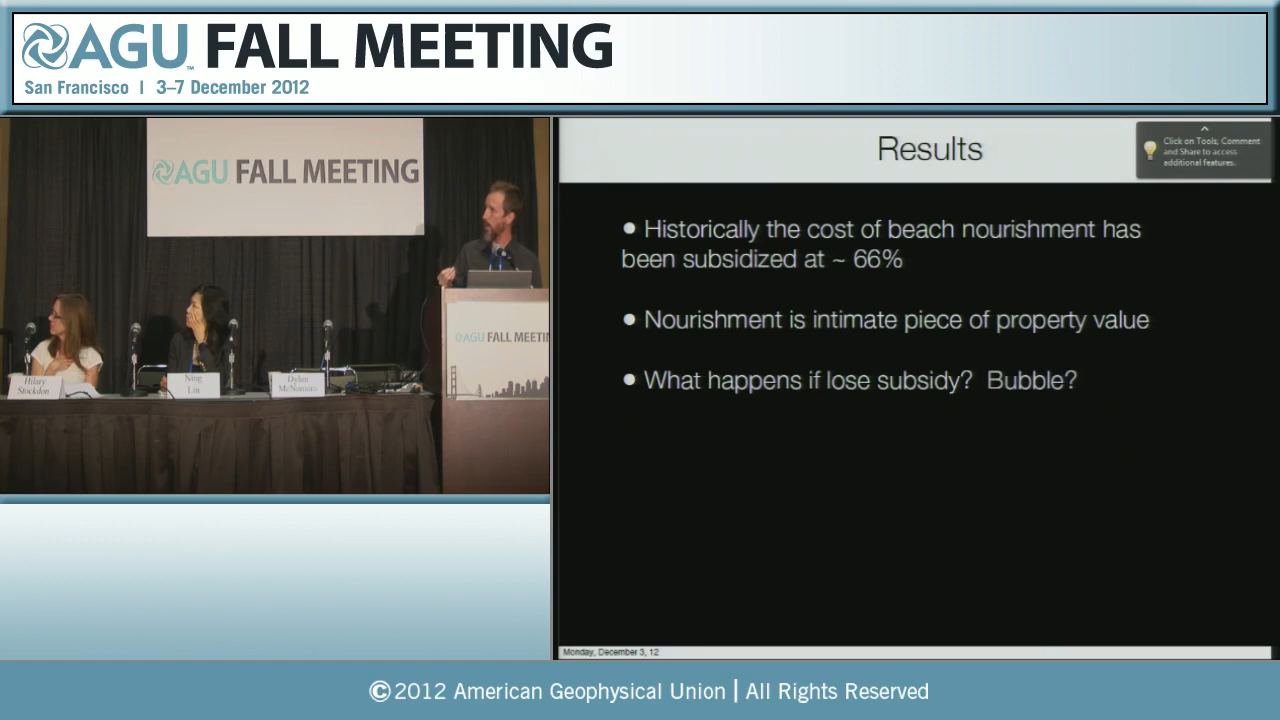 AGU FALL MEETING
San Francisco | 3–7 December 2012
AGU FALL MEETING
AGU FALL MEETIN
Hilary
Stockdon
Ning
Lin
Dylan
McNamara
Results
Click on Tools, Comment
and Share to access
additional features.
• Historically the cost of beach nourishment has
been subsidized at ~ 66%
• Nourishment is intimate piece of property value
• What happens if lose subsidy? Bubble?
Monday, December 3, 12
©2012 American Geophysical Union | All Rights Reserved